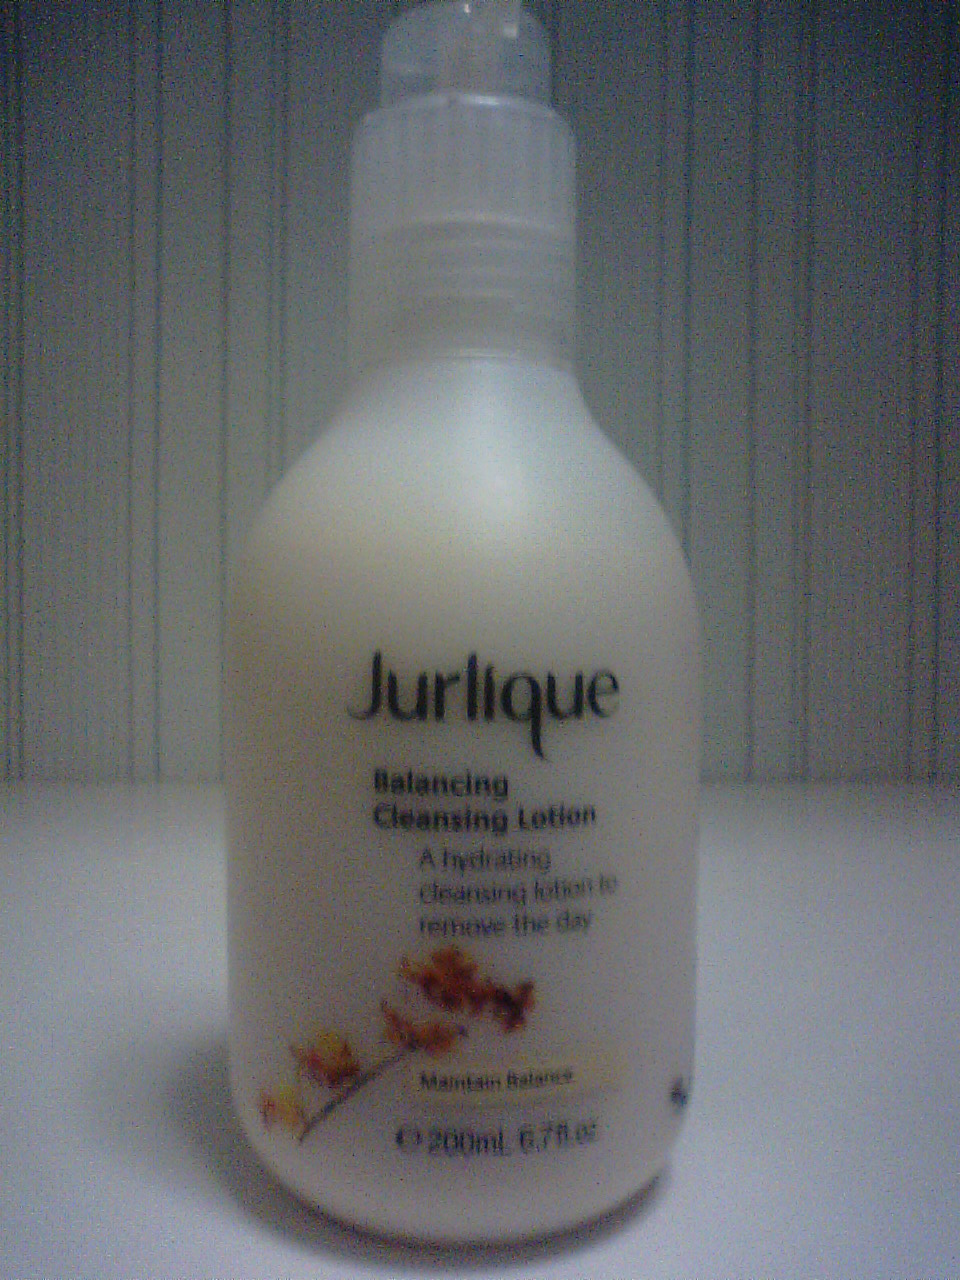 Jurlique
Balancing
Cleansing Lotion
A hydrating
cleansing lotion to
remove the day
Maintain Balance
℮ 200mL 6.7fl.oz